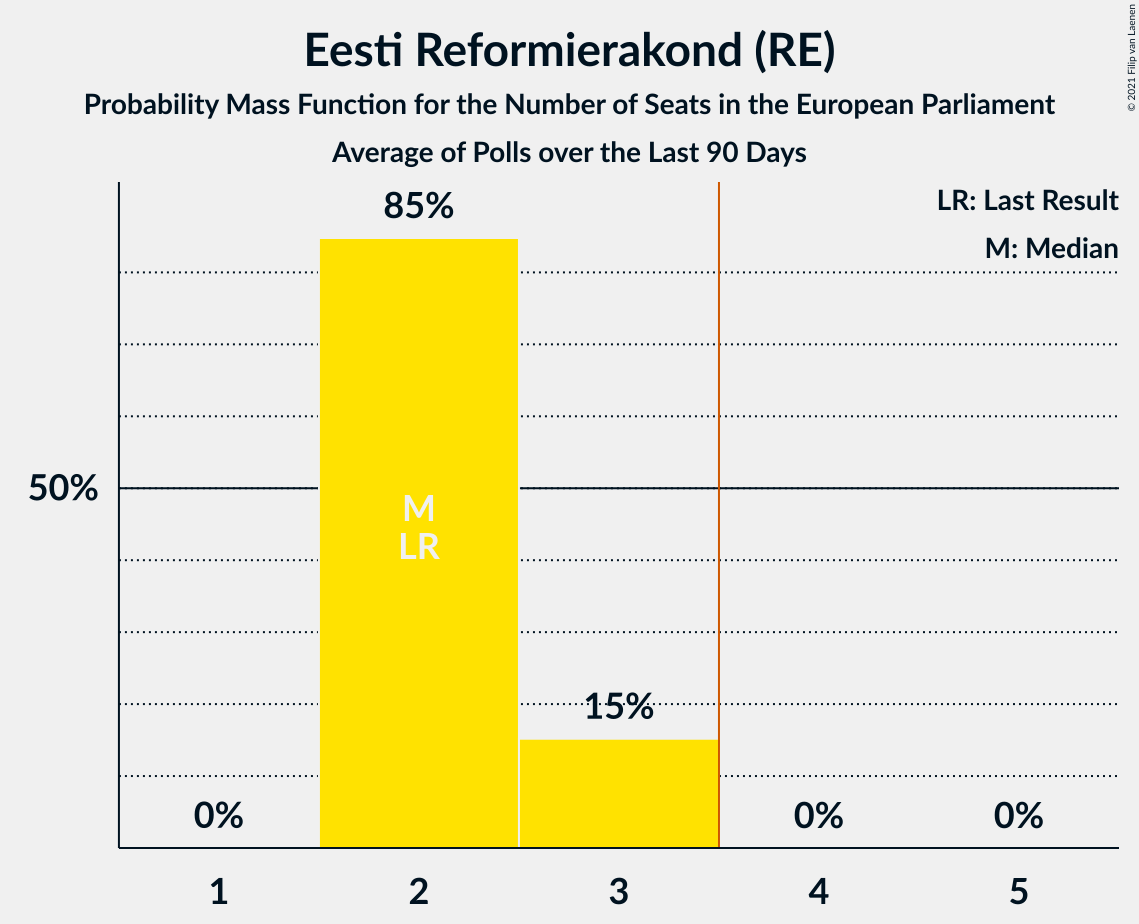 Eesti Reformierakond (RE)
Probability Mass Function for the Number of Seats in the European Parliament
Average of Polls over the Last 90 Days
© 2021 Filip van Laenen
LR: Last Result
M: Median
85%
50%
M
LR
15%
0%
0%
0%
1
2
3
4
5